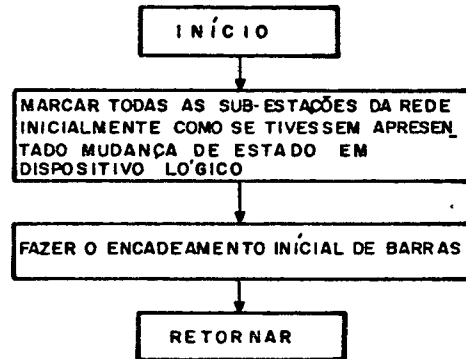 INÍCIO
MARCAR TODAS AS SUB-ESTAÇÕES DA REDE
INICIALMENTE COMO SE TIVESSEM APRESEN_
TADO MUDANÇA DE ESTADO EM
DISPOSITIVO LÓGICO
FAZER O ENCADEAMENTO INÍCIAL DE BARRAS
RETORNAR